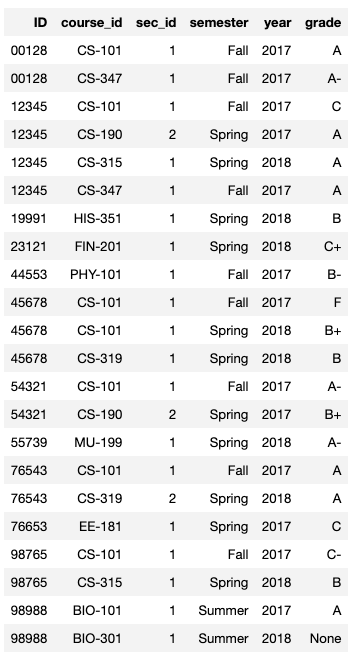 ID course_id sec_id semester year grade
00128 CS-101 1 Fall 2017 A
00128 CS-347 1 Fall 2017 A-
12345 CS-101 1 Fall 2017 C
12345 CS-190 2 Spring 2017 A
12345 CS-315 1 Spring 2018 A
12345 CS-347 1 Fall 2017 A
19991 HIS-351 1 Spring 2018 B
23121 FIN-201 1 Spring 2018 C+
44553 PHY-101 1 Fall 2017 B-
45678 CS-101 1 Fall 2017 F
45678 CS-101 1 Spring 2018 B+
45678 CS-319 1 Spring 2018 B
54321 CS-101 1 Fall 2017 A-
54321 CS-190 2 Spring 2017 B+
55739 MU-199 1 Spring 2018 A-
76543 CS-101 1 Fall 2017 A
76543 CS-319 2 Spring 2018 A
76653 EE-181 1 Spring 2017 C
98765 CS-101 1 Fall 2017 C-
98765 CS-315 1 Spring 2018 B
98988 BIO-101 1 Summer 2017 A
98988 BIO-301 1 Summer 2018 None